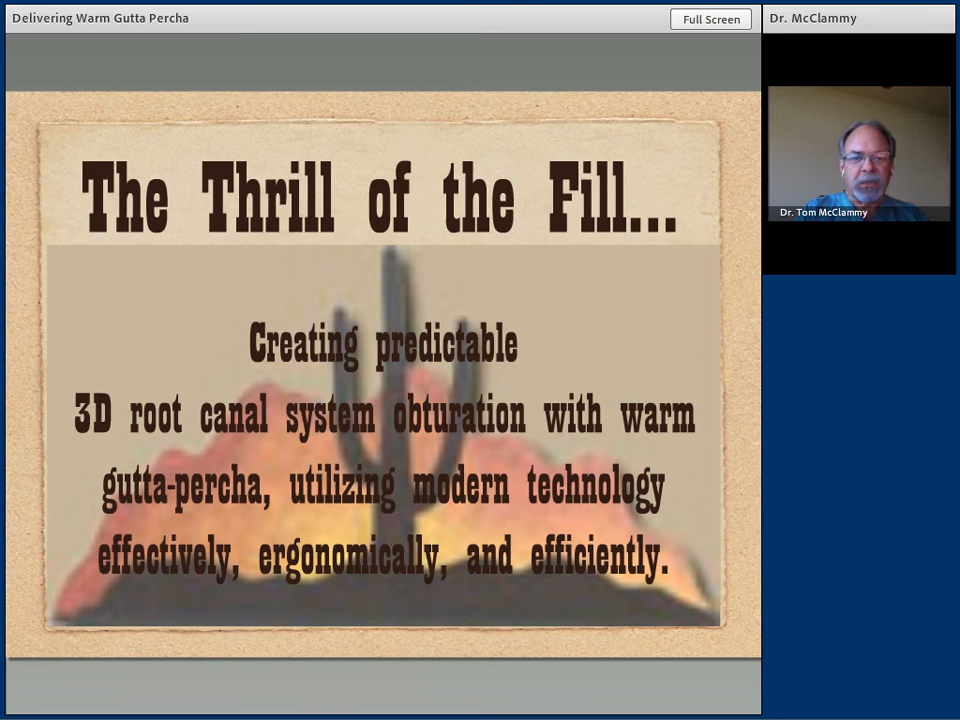 Delivering Warm Gutta Percha
Full Screen
Dr. McClammy
The Thrill of the Fill...
Creating predictable
3D root canal system obturation with warm
gutta-percha, utilizing modern technology
effectively, ergonomically, and efficiently.
Dr. Tom McClammy